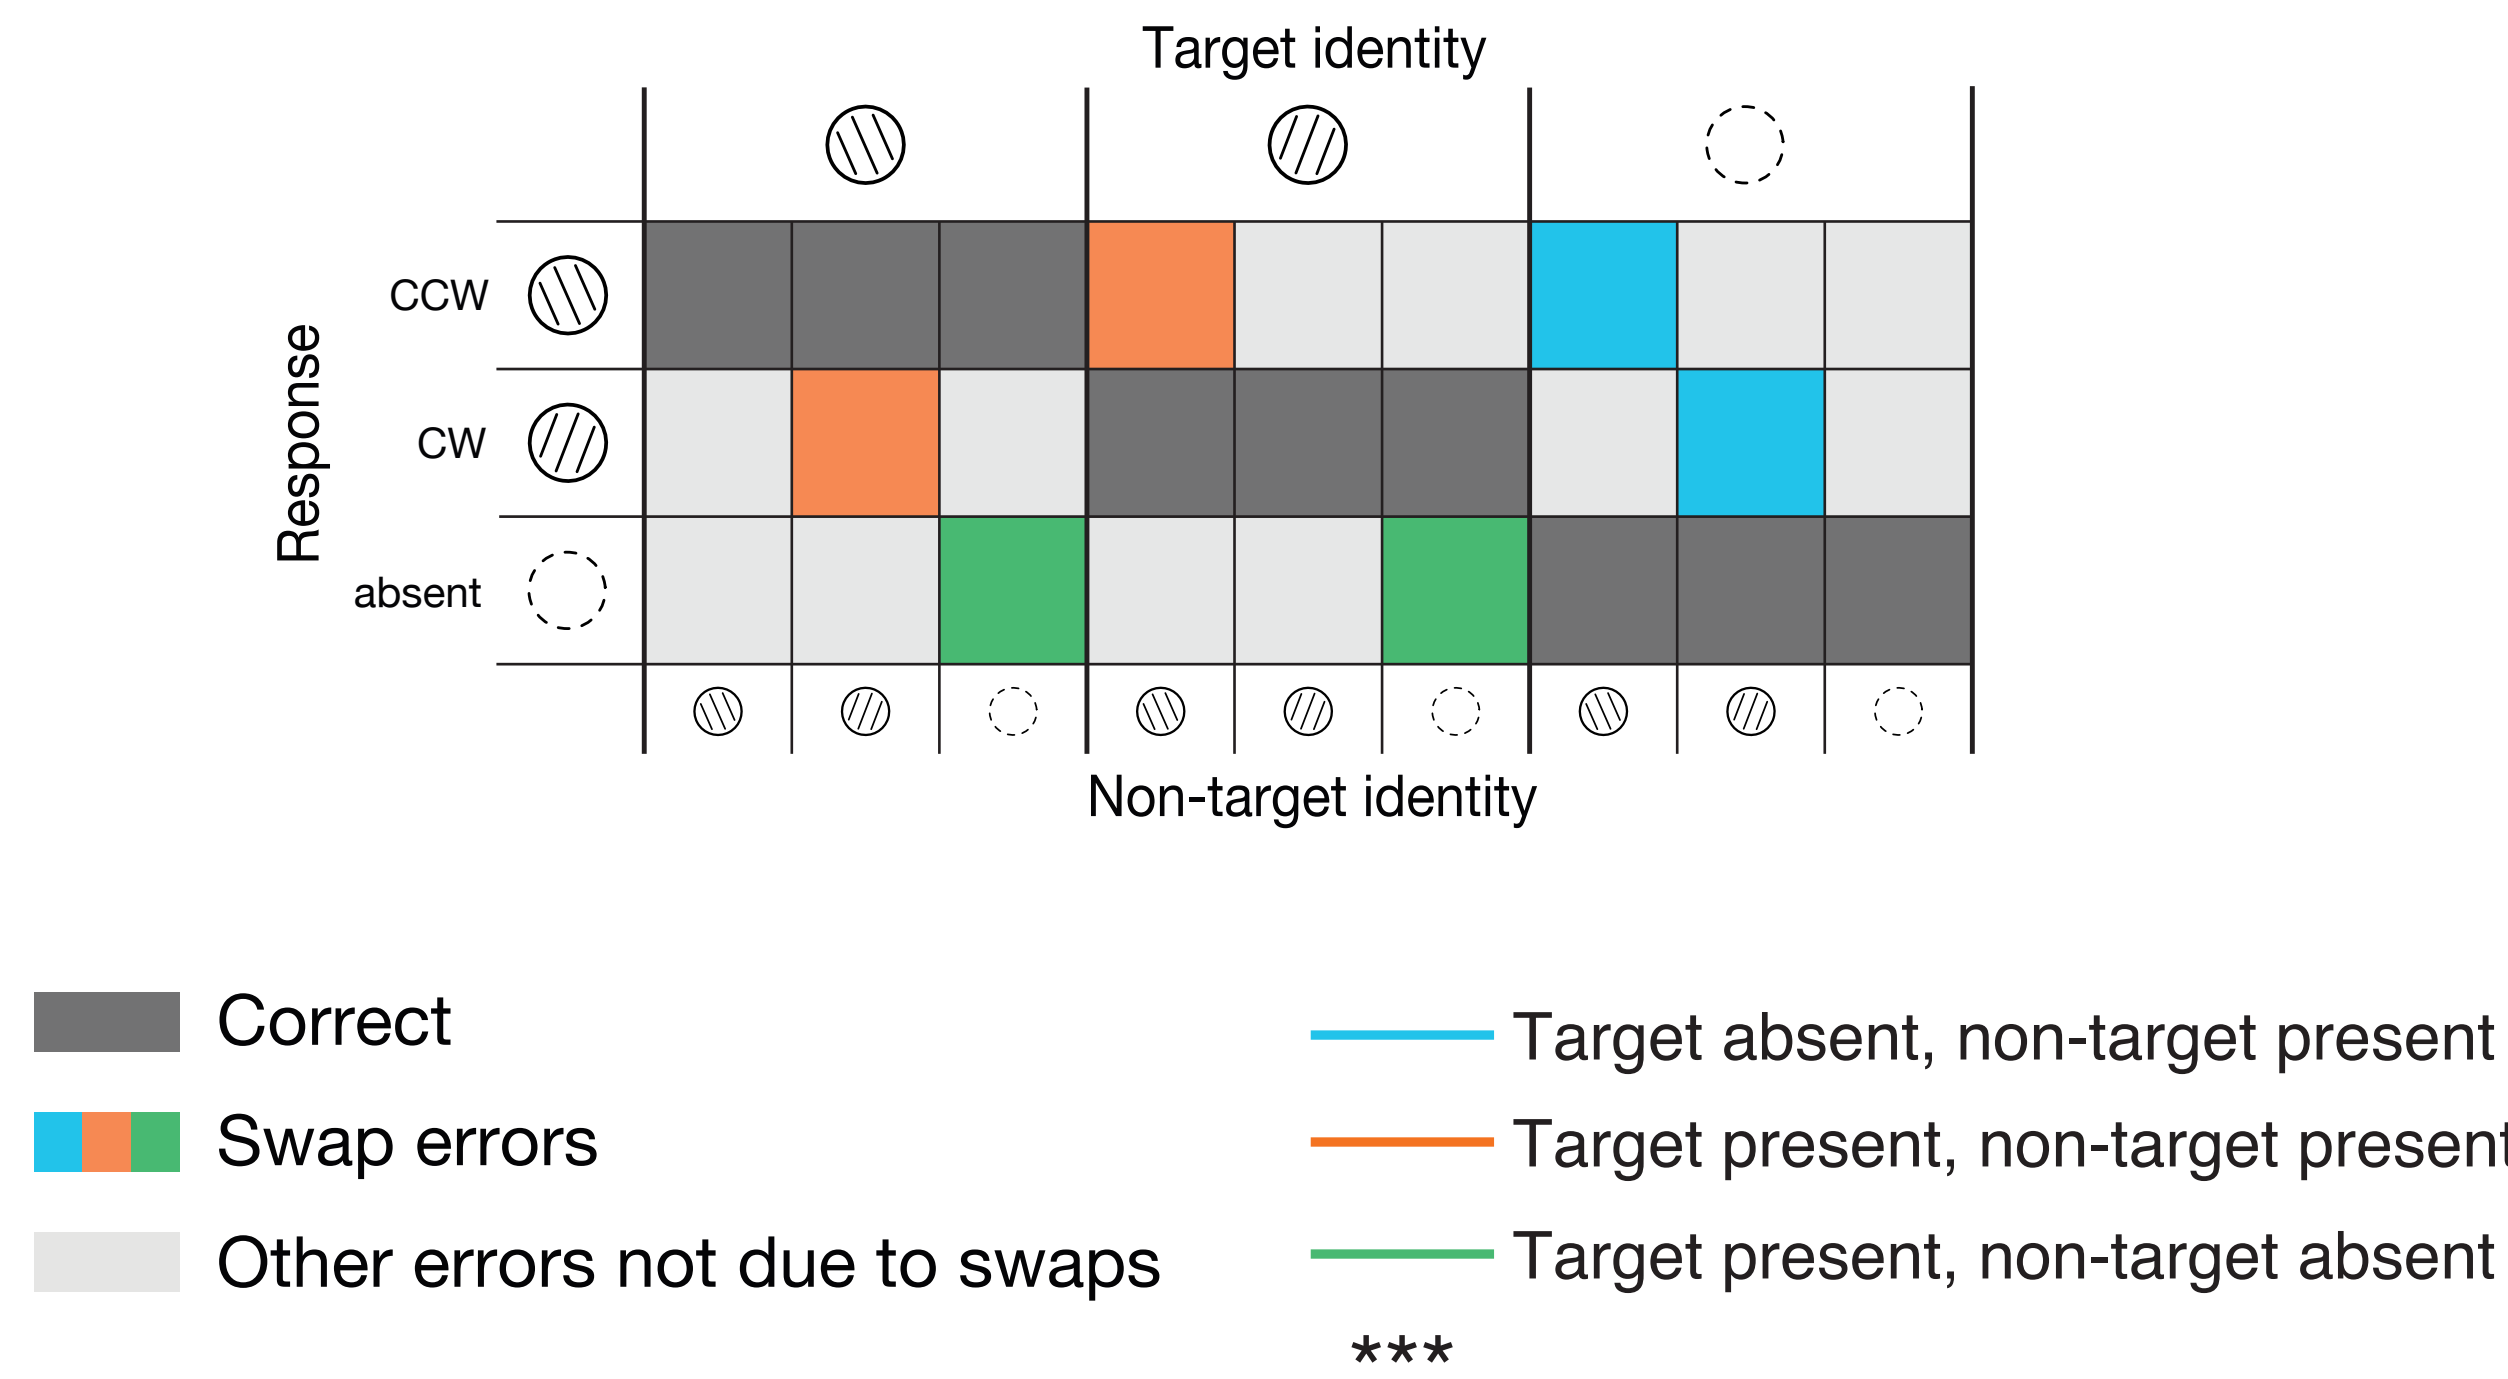 Target identity
Response
CCW
CW
absent
Non-target identity
Correct
Swap errors
Other errors not due to swaps
Target absent, non-target present
Target present, non-target present
Target present, non-target absent
***